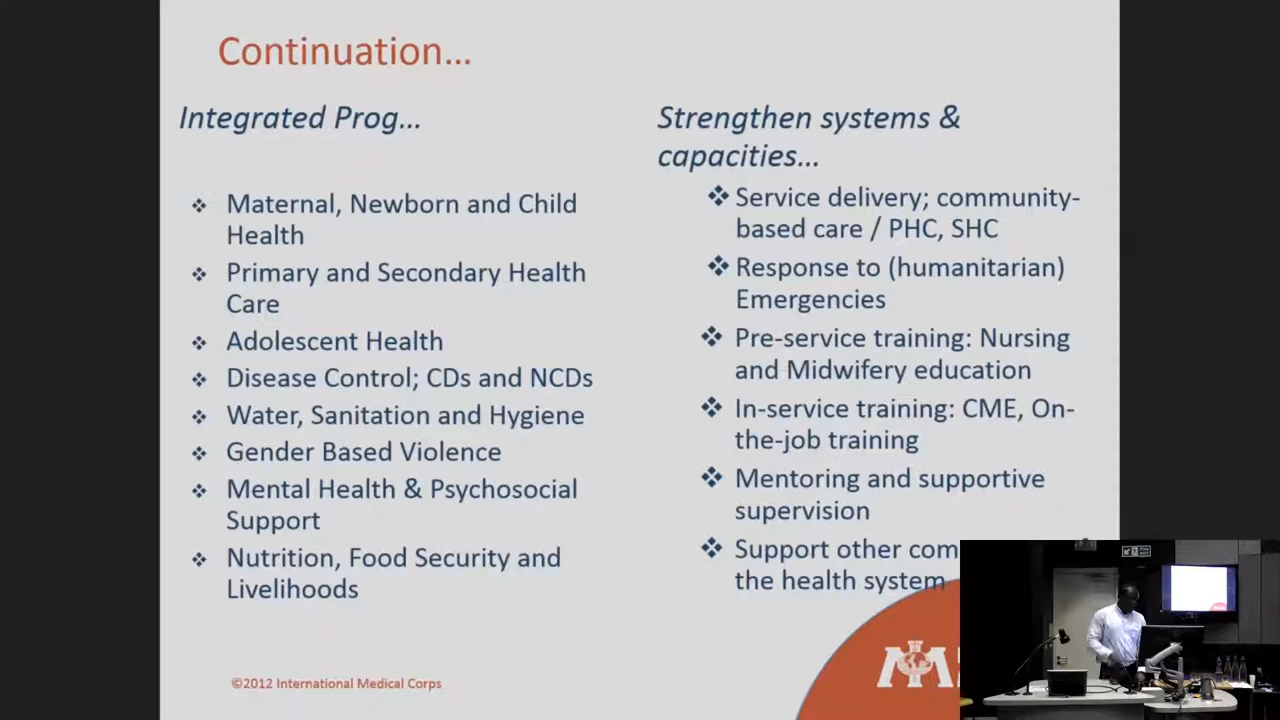 Continuation...
Integrated Prog...
Maternal, Newborn and Child
Health
Primary and Secondary Health
Care
Adolescent Health
Disease Control; CDs and NCDs
Water, Sanitation and Hygiene
Gender Based Violence
Mental Health & Psychosocial
Support
Nutrition, Food Security and
Livelihoods
Strengthen systems &
capacities...
Service delivery; community-
based care / PHC, SHC
Response to (humanitarian)
Emergencies
Pre-service training: Nursing
and Midwifery education
In-service training: CME, On-
the-job training
Mentoring and supportive
supervision
Support other com
the health system
©2012 International Medical Corps